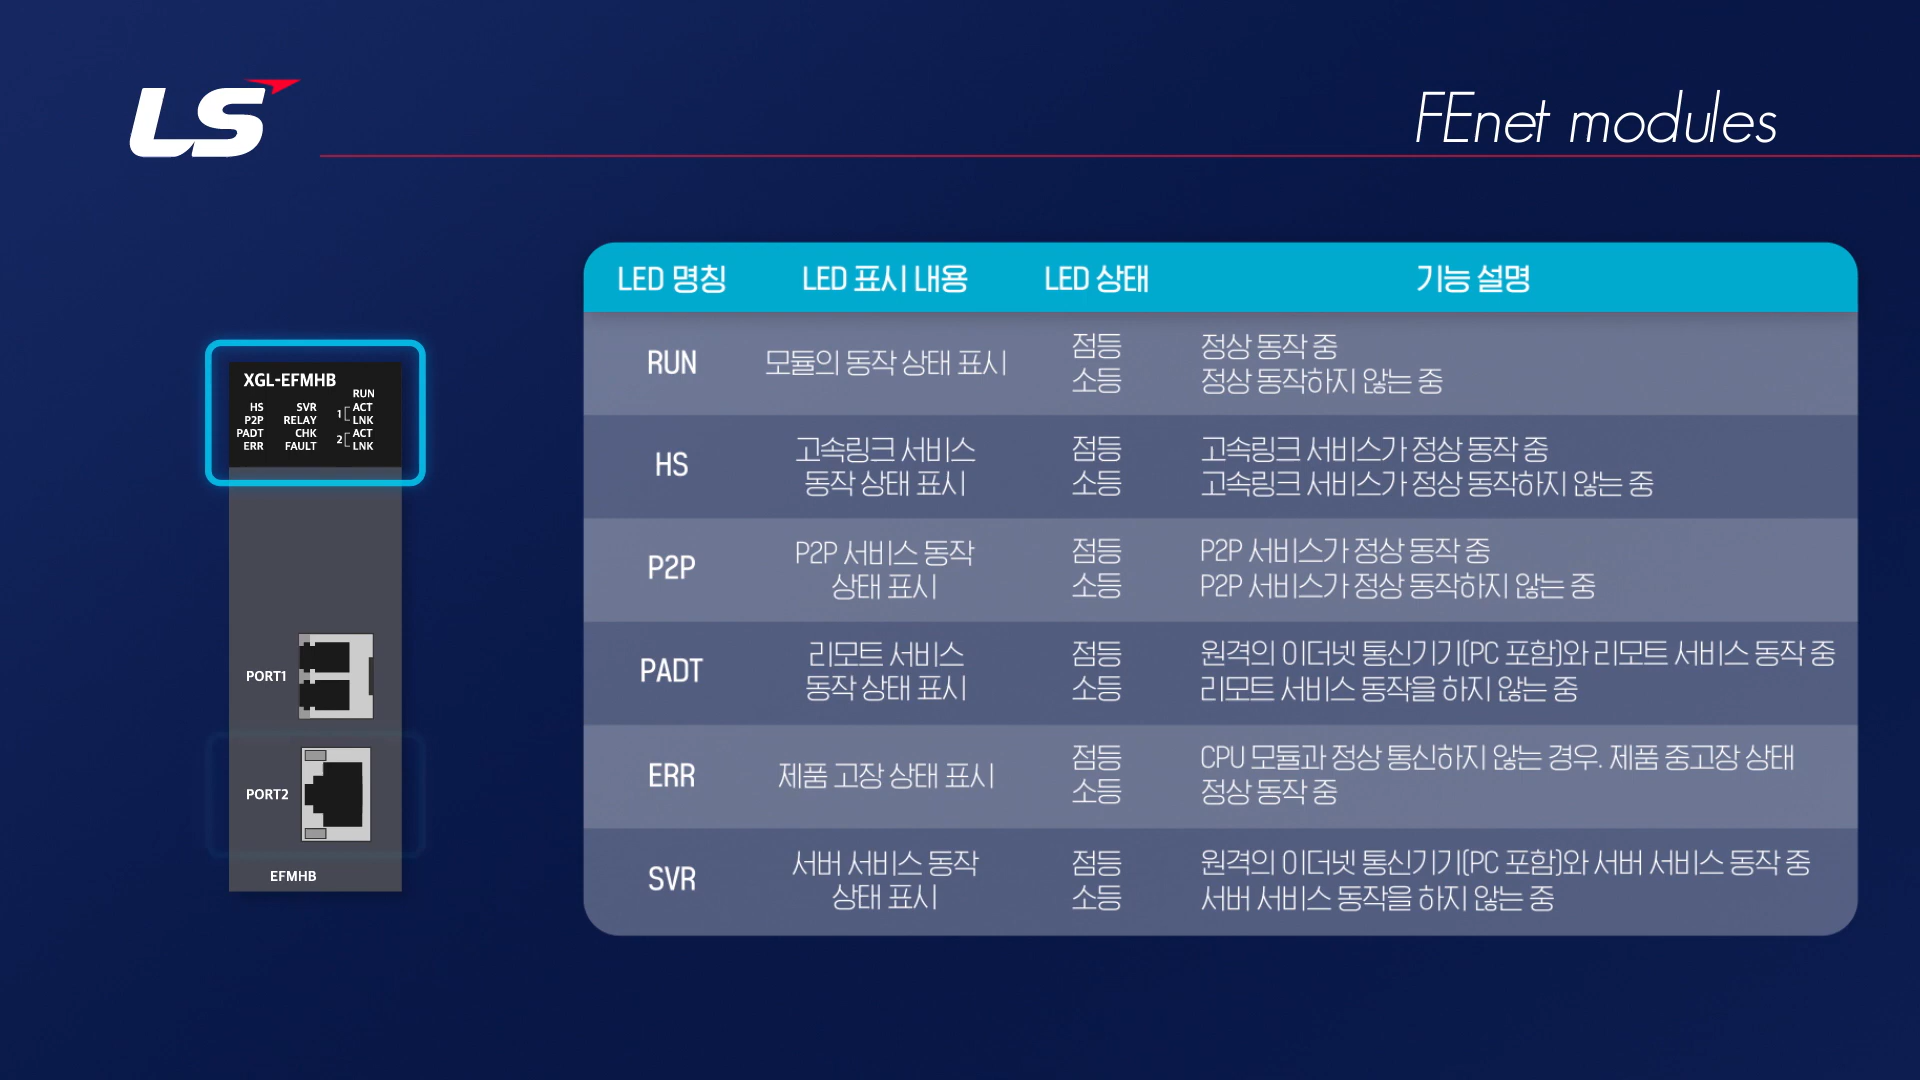 LS
FEnet modules
XGL-EFMHB
RUN
HS SVR 1 ACT
P2P RELAY LNK
PADT CHK 2 ACT
ERR FAULT LNK
PORT1
PORT2
EFMHB
LED 명칭 LED 표시 내용 LED 상태 기능 설명
RUN
모듈의 동작 상태 표시
점등 정상 동작 중
소등 정상 동작하지 않는 중
HS
고속링크 서비스
동작 상태 표시
점등 고속링크 서비스가 정상 동작 중
소등 고속링크 서비스가 정상 동작하지 않는 중
P2P
P2P 서비스 동작
상태 표시
점등 P2P 서비스가 정상 동작 중
소등 P2P 서비스가 정상 동작하지 않는 중
PADT
리모트 서비스
동작 상태 표시
점등 원격의 이더넷 통신기기(PC 포함)와 리모트 서비스 동작 중
소등 리모트 서비스 동작을 하지 않는 중
ERR
제품 고장 상태 표시
점등 CPU 모듈과 정상 통신하지 않는 경우. 제품 중고장 상태
소등 정상 동작 중
SVR
서버 서비스 동작
상태 표시
점등 원격의 이더넷 통신기기(PC 포함)와 서버 서비스 동작 중
소등 서버 서비스 동작을 하지 않는 중